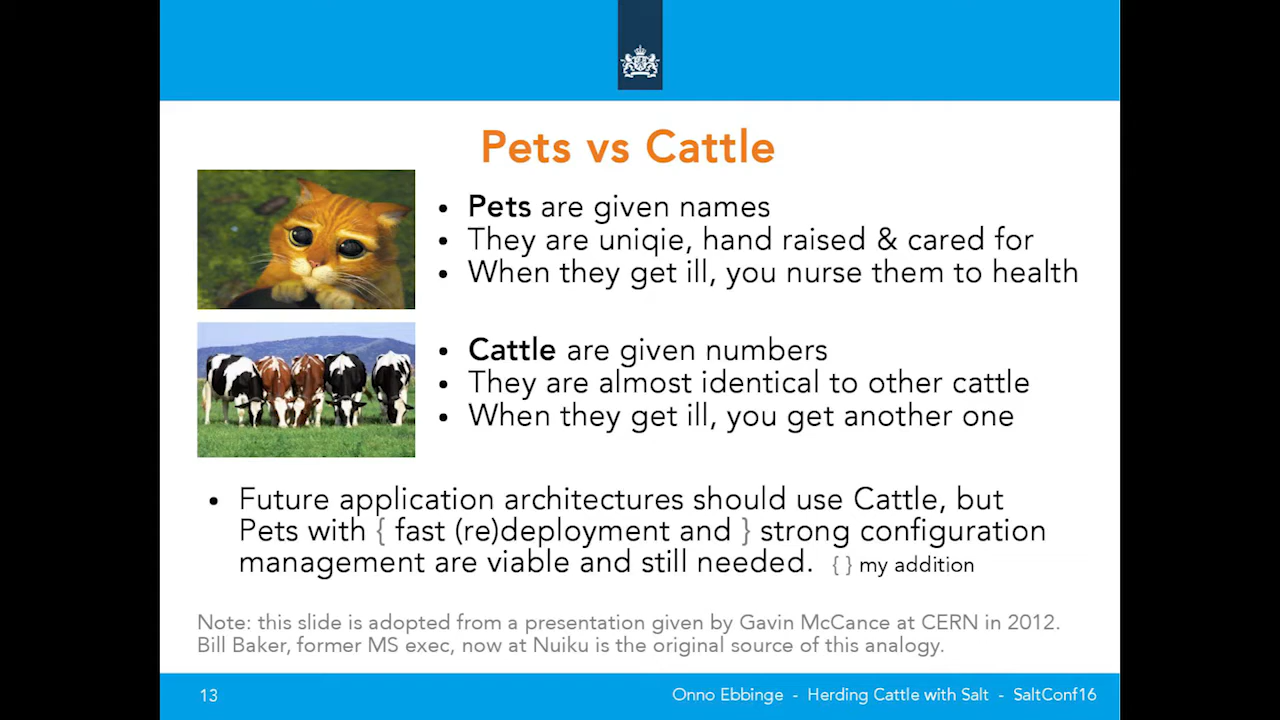 Pets vs Cattle
• Pets are given names
• They are uniqie, hand raised & cared for
• When they get ill, you nurse them to health
• Cattle are given numbers
• They are almost identical to other cattle
• When they get ill, you get another one
• Future application architectures should use Cattle, but
Pets with { fast (re)deployment and } strong configuration
management are viable and still needed. { } my addition
Note: this slide is adopted from a presentation given by Gavin McCance at CERN in 2012.
Bill Baker, former MS exec, now at Nuiku is the original source of this analogy.
13
Onno Ebbinge - Herding Cattle with Salt - SaltConf16